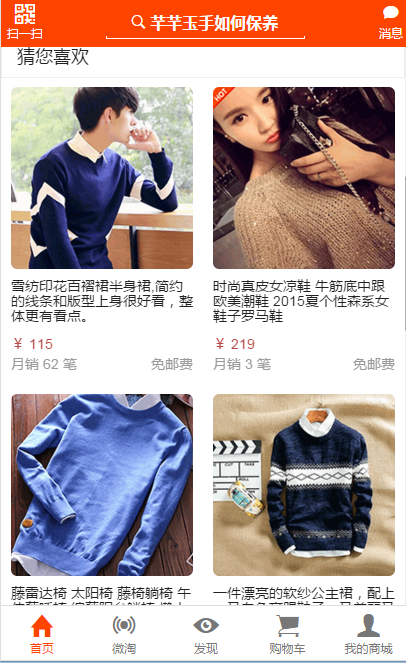 扫一扫
芊芊玉手如何保养
消息
猜您喜欢
HOT
雪纺印花百褶裙半身裙,简约
的线条和版型上身很好看，整
体更有看点。
￥ 115
月销 62 笔 免邮费
时尚真皮女凉鞋 牛筋底中跟
欧美潮鞋 2015夏个性森系女
鞋子罗马鞋
￥ 219
月销 3 笔 免邮费
藤雷达椅 太阳椅 藤椅躺椅 午
一件漂亮的软纱公主裙，配上
首页
微淘
发现
购物车
我的商城